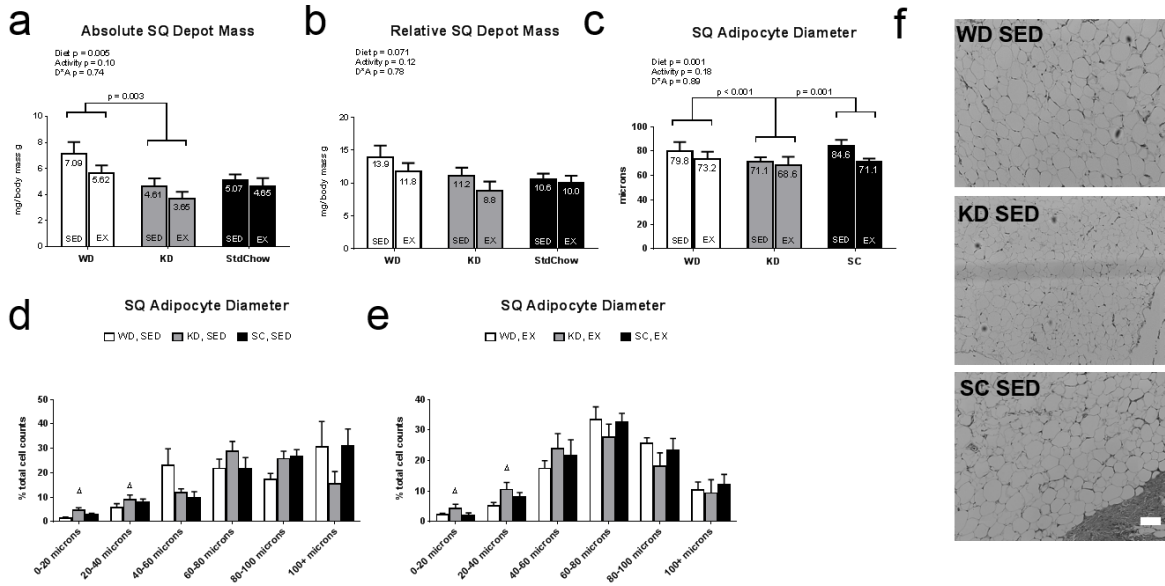 a
Absolute SQ Depot Mass
Diet p = 0.005
Activity p = 0.10
D*A p = 0.74
p = 0.003
mg/body mass g
8
6
4
2
0
7.09
5.62
4.61
3.65
5.07
4.65
SED
EX
SED
EX
SED
EX
WD
KD
StdChow
b
Relative SQ Depot Mass
Diet p = 0.071
Activity p = 0.12
D*A p = 0.78
mg/body mass g
20
15
10
5
0
13.9
11.8
11.2
8.8
10.6
10.0
SED
EX
SED
EX
SED
EX
WD
KD
StdChow
c
SQ Adipocyte Diameter
Diet p = 0.001
Activity p = 0.18
D*A p = 0.89
p < 0.001
p = 0.001
microns
100
80
60
40
20
0
79.8
73.2
71.1
68.6
84.6
71.1
SED
EX
SED
EX
SED
EX
WD
KD
SC
d
SQ Adipocyte Diameter
WD, SED
KD, SED
SC, SED
% total cell counts
50
40
30
20
10
0
Δ
Δ
0-20 microns
20-40 microns
40-60 microns
60-80 microns
80-100 microns
100+ microns
e
SQ Adipocyte Diameter
WD, EX
KD, EX
SC, EX
% total cell counts
50
40
30
20
10
0
Δ
Δ
0-20 microns
20-40 microns
40-60 microns
60-80 microns
80-100 microns
100+ microns
f
WD SED
KD SED
SC SED